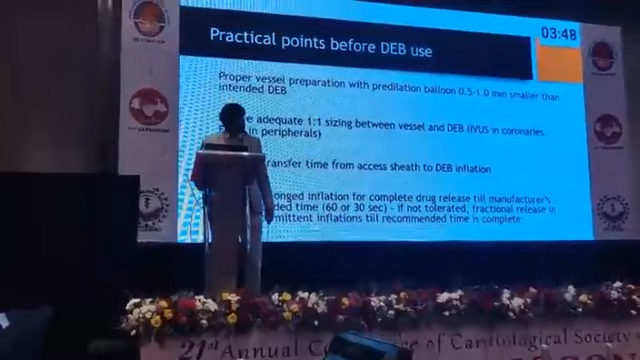 Practical points before DEB use
03:48
Proper vessel preparation with predilation balloon 0.5-1.0 mm smaller than
intended DEB
adequate 1:1 sizing between vessel and DEB (IVUS in coronaries
in peripherals)
transfer time from access sheath to DEB inflation
onged inflation for complete drug release till manufacturer's
ded time (60 or 30 sec) - if not tolerated, fractional release in
mittent inflations till recommended time is complete
21st Annual Co of Cardiological Society